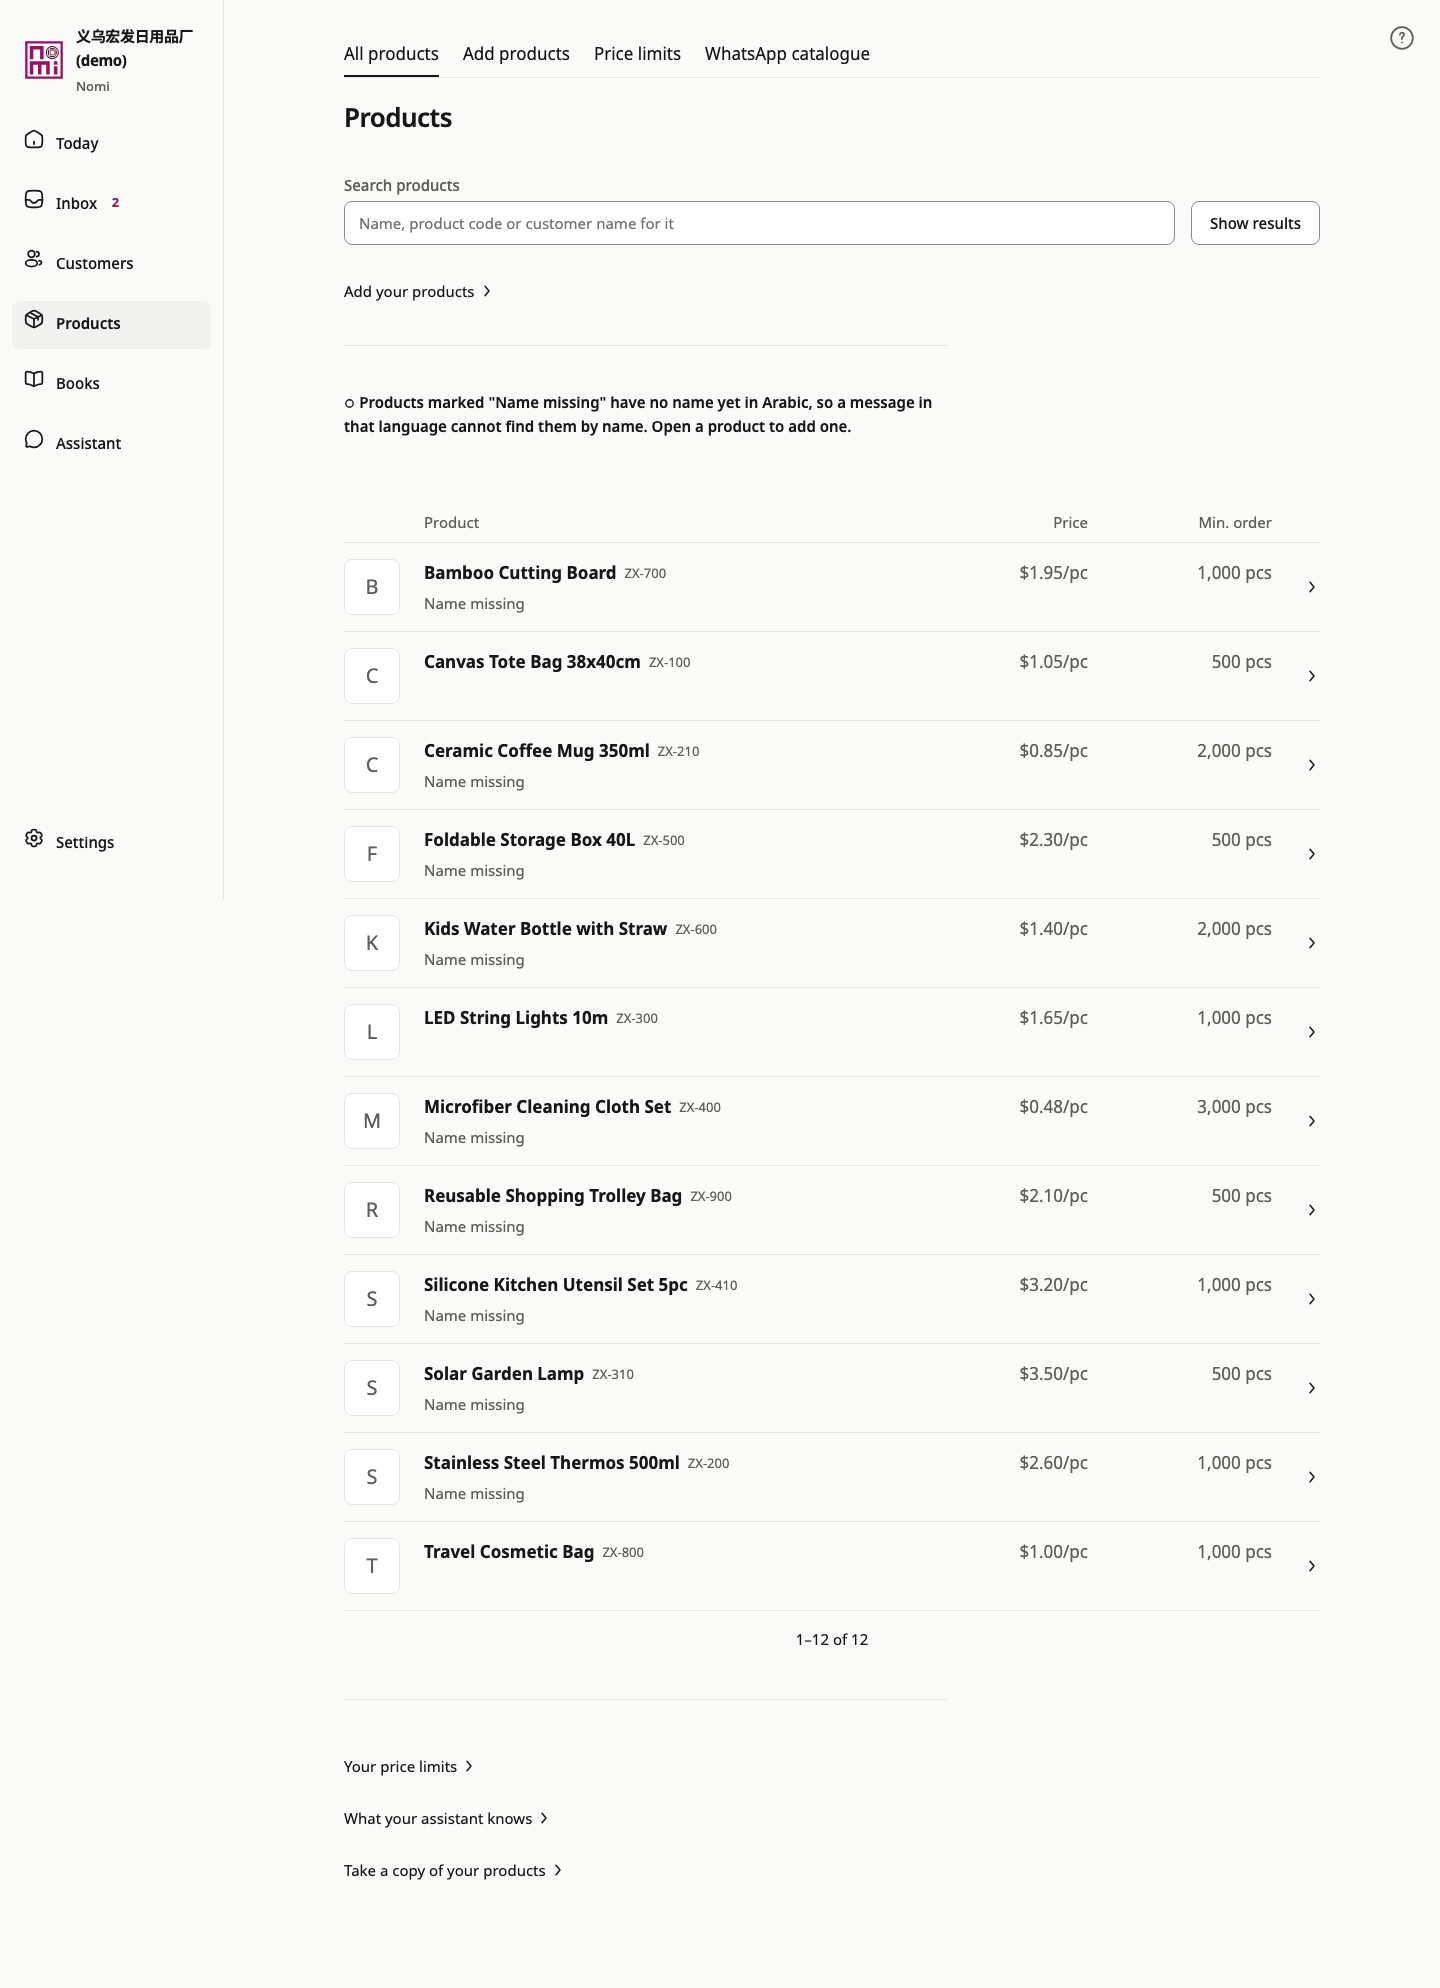 义乌宏发日用品厂
(demo)
Nomi
Today
Inbox 2
Customers
Products
Books
Assistant
Settings
All products Add products Price limits WhatsApp catalogue
Products
Search products
Name, product code or customer name for it Show results
Add your products
Products marked "Name missing" have no name yet in Arabic, so a message in
that language cannot find them by name. Open a product to add one.
Product Price Min. order
B Bamboo Cutting Board ZX-700 $1.95/pc 1,000 pcs
Name missing
C Canvas Tote Bag 38x40cm ZX-100 $1.05/pc 500 pcs
C Ceramic Coffee Mug 350ml ZX-210 $0.85/pc 2,000 pcs
Name missing
F Foldable Storage Box 40L ZX-500 $2.30/pc 500 pcs
Name missing
K Kids Water Bottle with Straw ZX-600 $1.40/pc 2,000 pcs
Name missing
L LED String Lights 10m ZX-300 $1.65/pc 1,000 pcs
M Microfiber Cleaning Cloth Set ZX-400 $0.48/pc 3,000 pcs
Name missing
R Reusable Shopping Trolley Bag ZX-900 $2.10/pc 500 pcs
Name missing
S Silicone Kitchen Utensil Set 5pc ZX-410 $3.20/pc 1,000 pcs
Name missing
S Solar Garden Lamp ZX-310 $3.50/pc 500 pcs
Name missing
S Stainless Steel Thermos 500ml ZX-200 $2.60/pc 1,000 pcs
Name missing
T Travel Cosmetic Bag ZX-800 $1.00/pc 1,000 pcs
1–12 of 12
Your price limits
What your assistant knows
Take a copy of your products